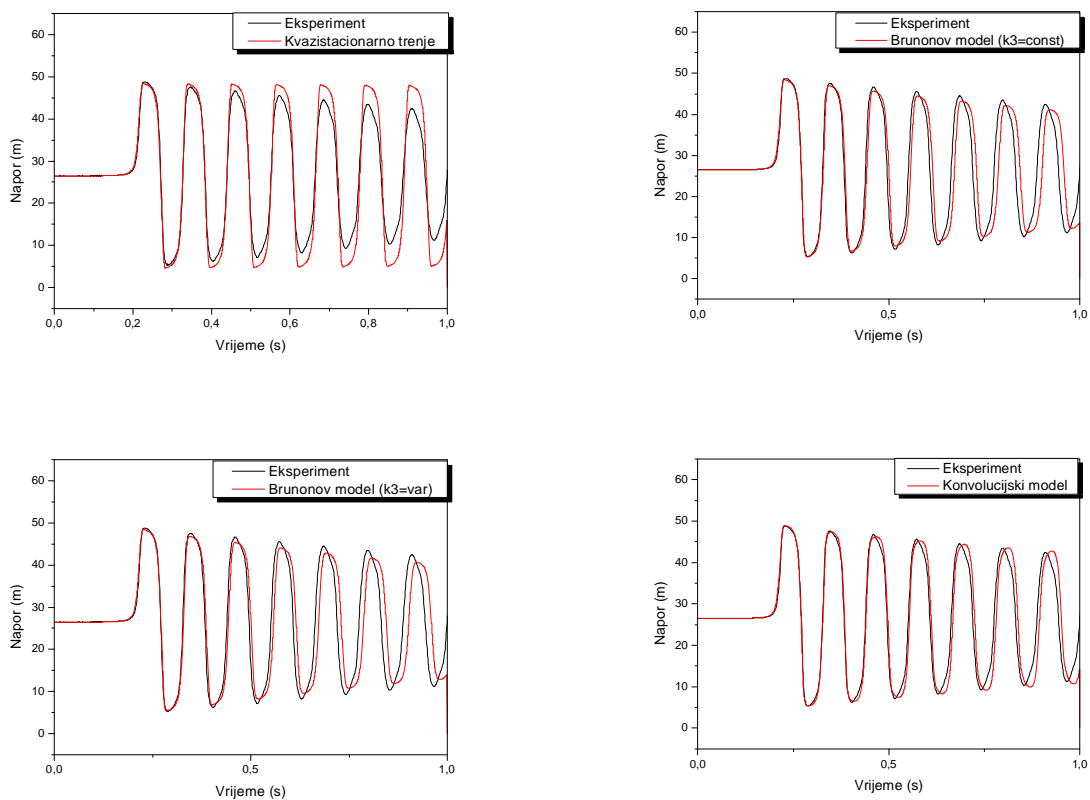 Eksperiment
Kvazistacionarno trenje
60
50
40
30
20
10
0
Napor (m)
0,0
0,2
0,4
0,6
0,8
1,0
Vrijeme (s)
Eksperiment
Brunonov model (k3=const)
60
50
40
30
20
10
0
Napor (m)
0,0
0,5
1,0
Vrijeme (s)
Eksperiment
Brunonov model (k3=var)
60
50
40
30
20
10
0
Napor (m)
0,0
0,5
1,0
Vrijeme (s)
Eksperiment
Konvolucijski model
60
50
40
30
20
10
0
Napor (m)
0,0
0,5
1,0
Vrijeme (s)